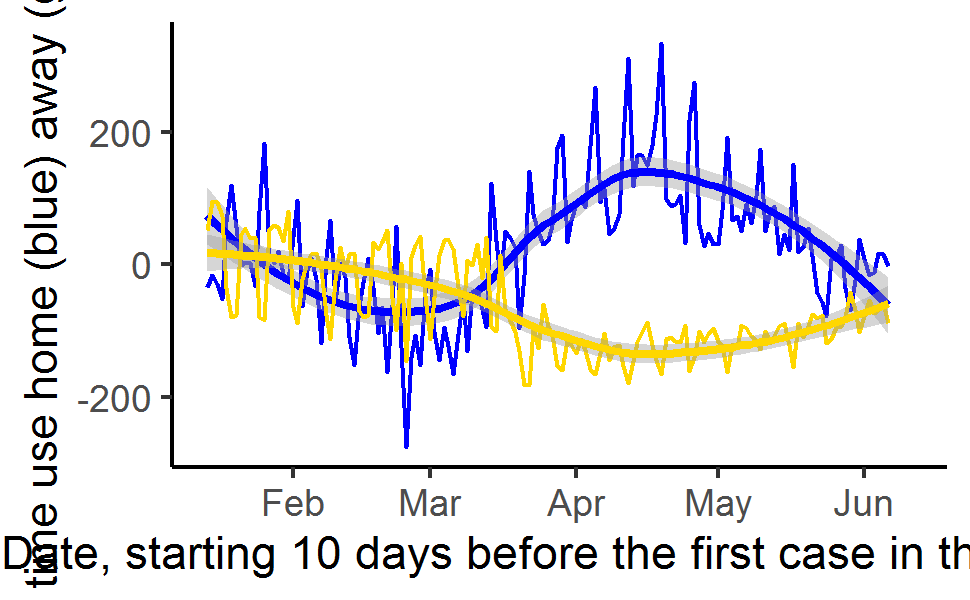 time use home (blue) away (
200
0
-200
Feb Mar Apr May Jun
Date, starting 10 days before the first case in th